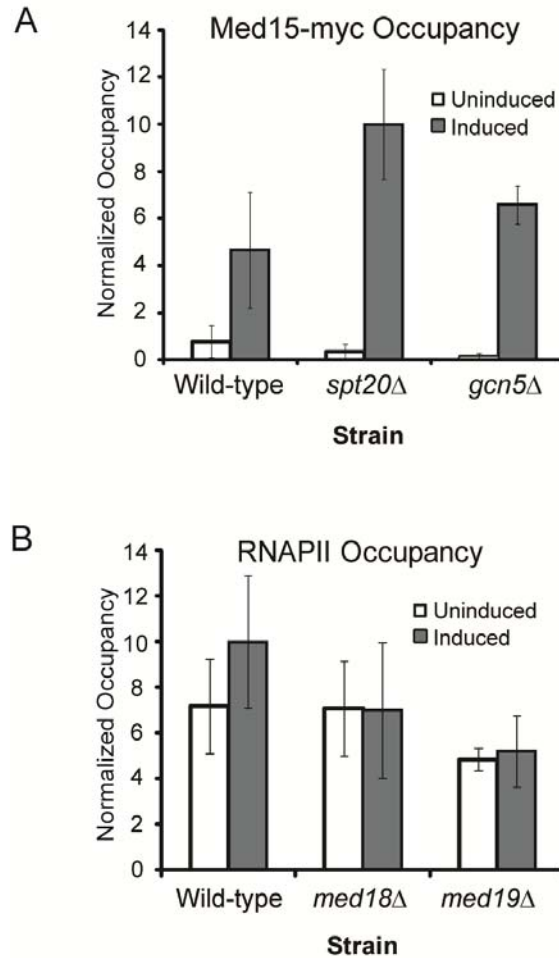 A
Med15-myc Occupancy
Normalized Occupancy
14
12
10
8
6
4
2
0
Uninduced
Induced
Wild-type spt20Δ gcn5Δ
Strain
B
RNAPII Occupancy
Normalized Occupancy
14
12
10
8
6
4
2
0
Uninduced
Induced
Wild-type med18Δ med19Δ
Strain